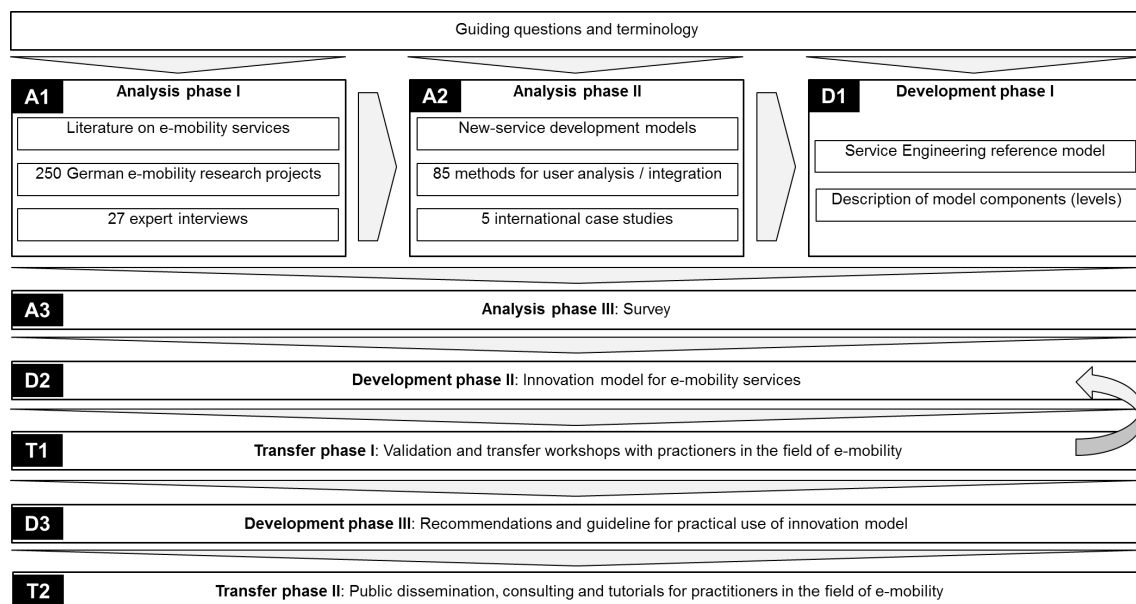 Guiding questions and terminology
A1
Analysis phase I
Literature on e-mobility services
250 German e-mobility research projects
27 expert interviews
A2
Analysis phase II
New-service development models
85 methods for user analysis / integration
5 international case studies
D1
Development phase I
Service Engineering reference model
Description of model components (levels)
A3
Analysis phase III: Survey
D2
Development phase II: Innovation model for e-mobility services
T1
Transfer phase I: Validation and transfer workshops with practioners in the field of e-mobility
D3
Development phase III: Recommendations and guideline for practical use of innovation model
T2
Transfer phase II: Public dissemination, consulting and tutorials for practitioners in the field of e-mobility